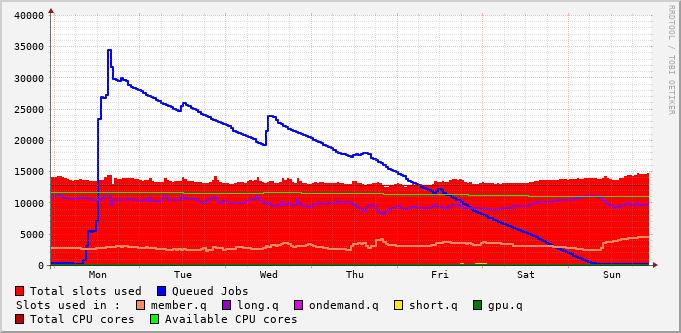 40000
35000
30000
25000
20000
15000
10000
5000
0
Mon Tue Wed Thu Fri Sat Sun
RRDTOOL / TOBI OETIKER
Total slots used Queued Jobs
Slots used in : member.q long.q ondemand.q short.q gpu.q
Total CPU cores Available CPU cores